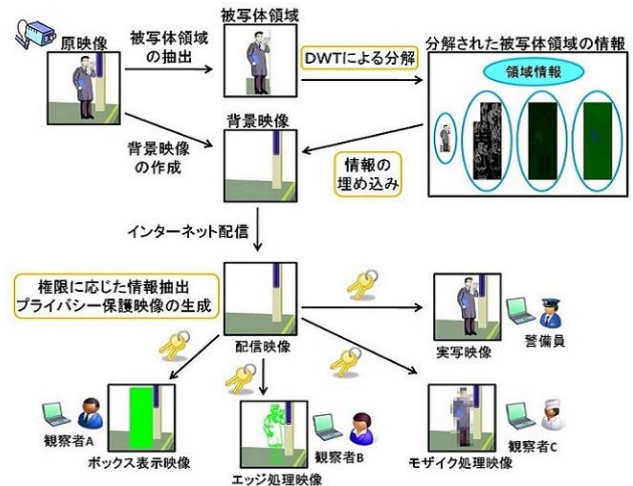 原映像
被写体領域
の抽出
被写体領域
DWTによる分解
分解された被写体領域の情報
領域情報
背景映像
の作成
背景映像
情報の
埋め込み
インターネット配信
権限に応じた情報抽出
プライバシー保護映像の生成
配信映像
実写映像
警備員
観察者A
ボックス表示映像
エッジ処理映像
観察者B
モザイク処理映像
観察者C